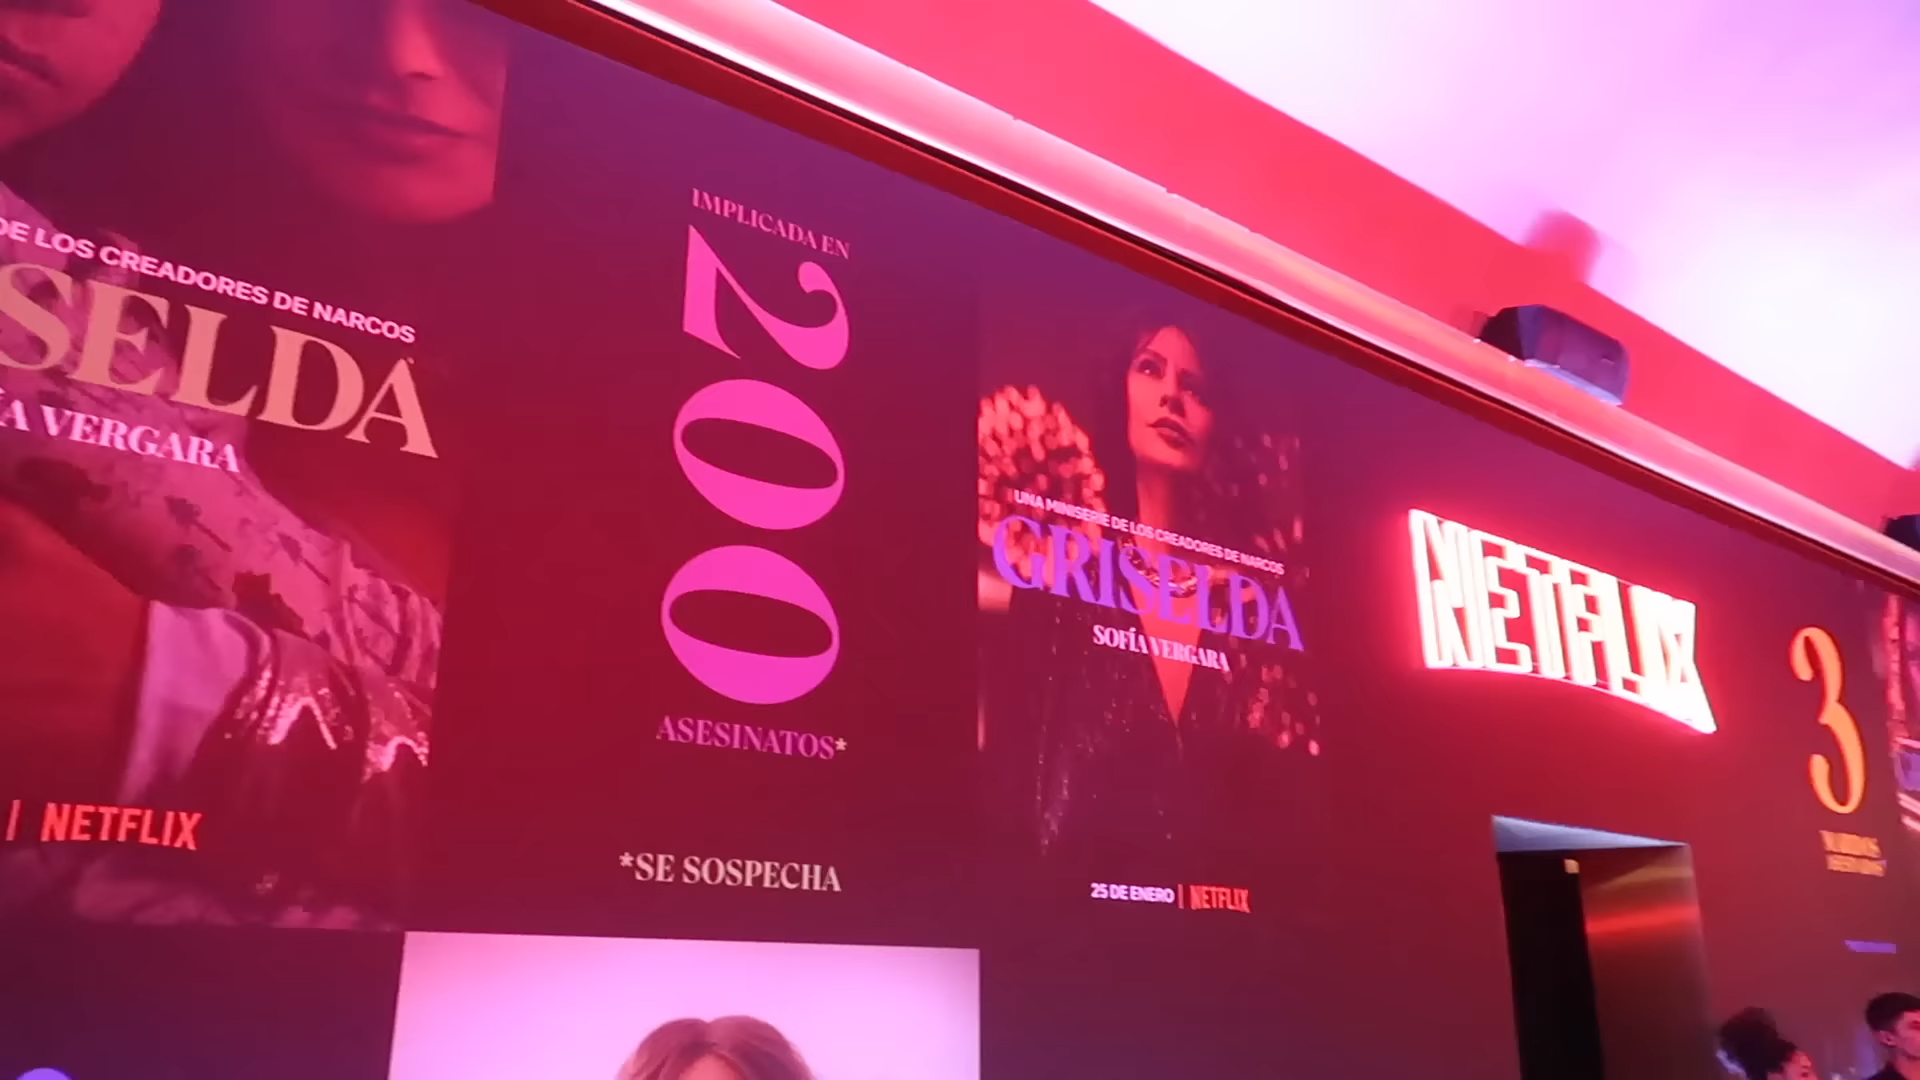 DE LOS CREADORES DE NARCOS
SELDA
ÍA VERGARA
| NETFLIX
IMPLICADA EN
200
ASESINATOS*
*SE SOSPECHA
UNA MINISERIE DE LOS CREADORES DE NARCOS
GRISELDA
SOFÍA VERGARA
25 DE ENERO | NETFLIX
NETFLIX
3